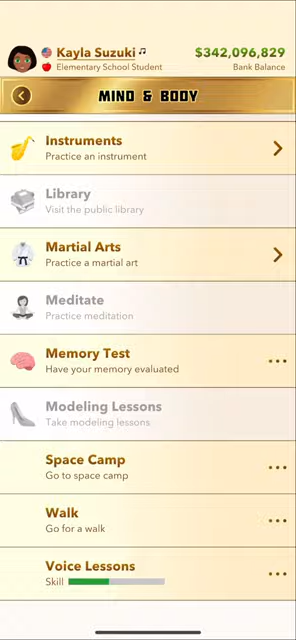 Kayla Suzuki
$342,096,829
Elementary School Student
Bank Balance
MIND & BODY
Instruments
Practice an instrument
Library
Visit the public library
Martial Arts
Practice a martial art
Meditate
Practice meditation
Memory Test
Have your memory evaluated
Modeling Lessons
Take modeling lessons
Space Camp
Go to space camp
Walk
Go for a walk
Voice Lessons
Skill